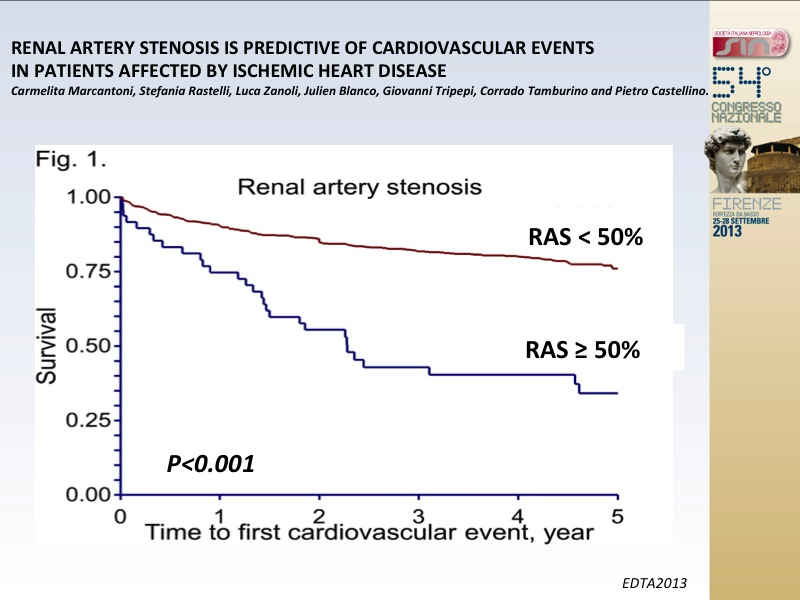 RENAL ARTERY STENOSIS IS PREDICTIVE OF CARDIOVASCULAR EVENTS
IN PATIENTS AFFECTED BY ISCHEMIC HEART DISEASE
Carmelita Marcantoni, Stefania Rastelli, Luca Zanoli, Julien Blanco, Giovanni Tripepi, Corrado Tamburino and Pietro Castellino.
SOCIETÀ ITALIANA NEFROLOGIA
SIN
54°
CONGRESSO
NAZIONALE
FIRENZE
FORTEZZA DA BASSO
25-28 SETTEMBRE
2013
Fig. 1.
Renal artery stenosis
1.00
0.75
0.50
0.25
0.00
Survival
RAS < 50%
RAS ≥ 50%
P<0.001
0 1 2 3 4 5
Time to first cardiovascular event, year
EDTA2013